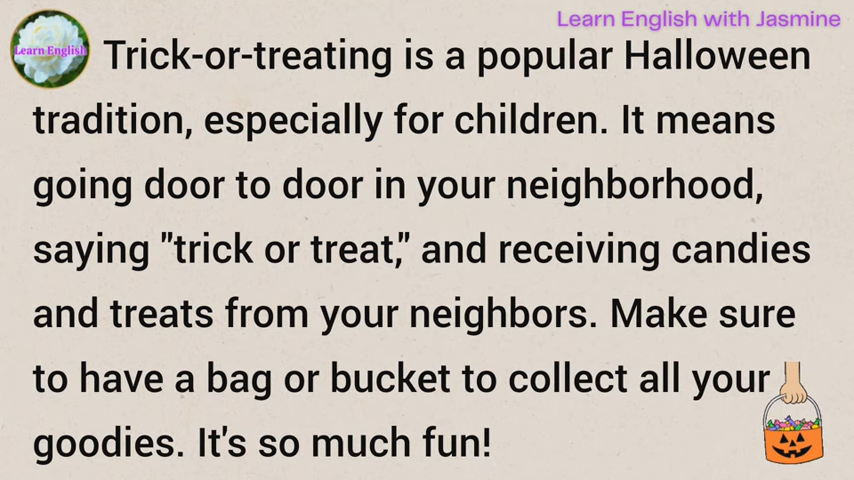 Learn English with Jasmine
Learn English
Trick-or-treating is a popular Halloween
tradition, especially for children. It means
going door to door in your neighborhood,
saying "trick or treat," and receiving candies
and treats from your neighbors. Make sure
to have a bag or bucket to collect all your
goodies. It's so much fun!